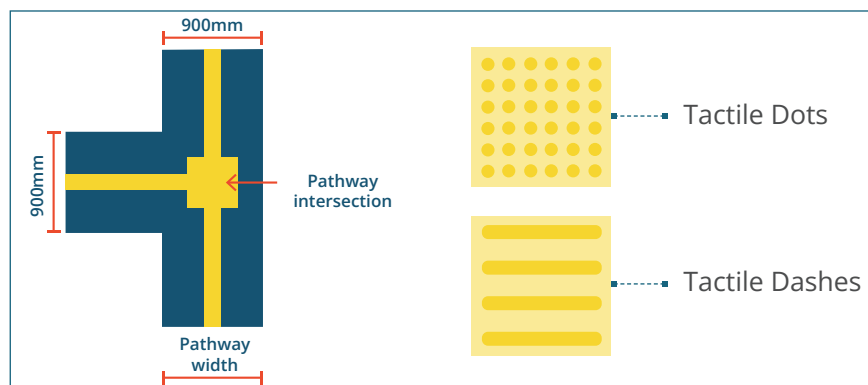 900mm
900mm
Pathway
intersection
Pathway
width
Tactile Dots
Tactile Dashes